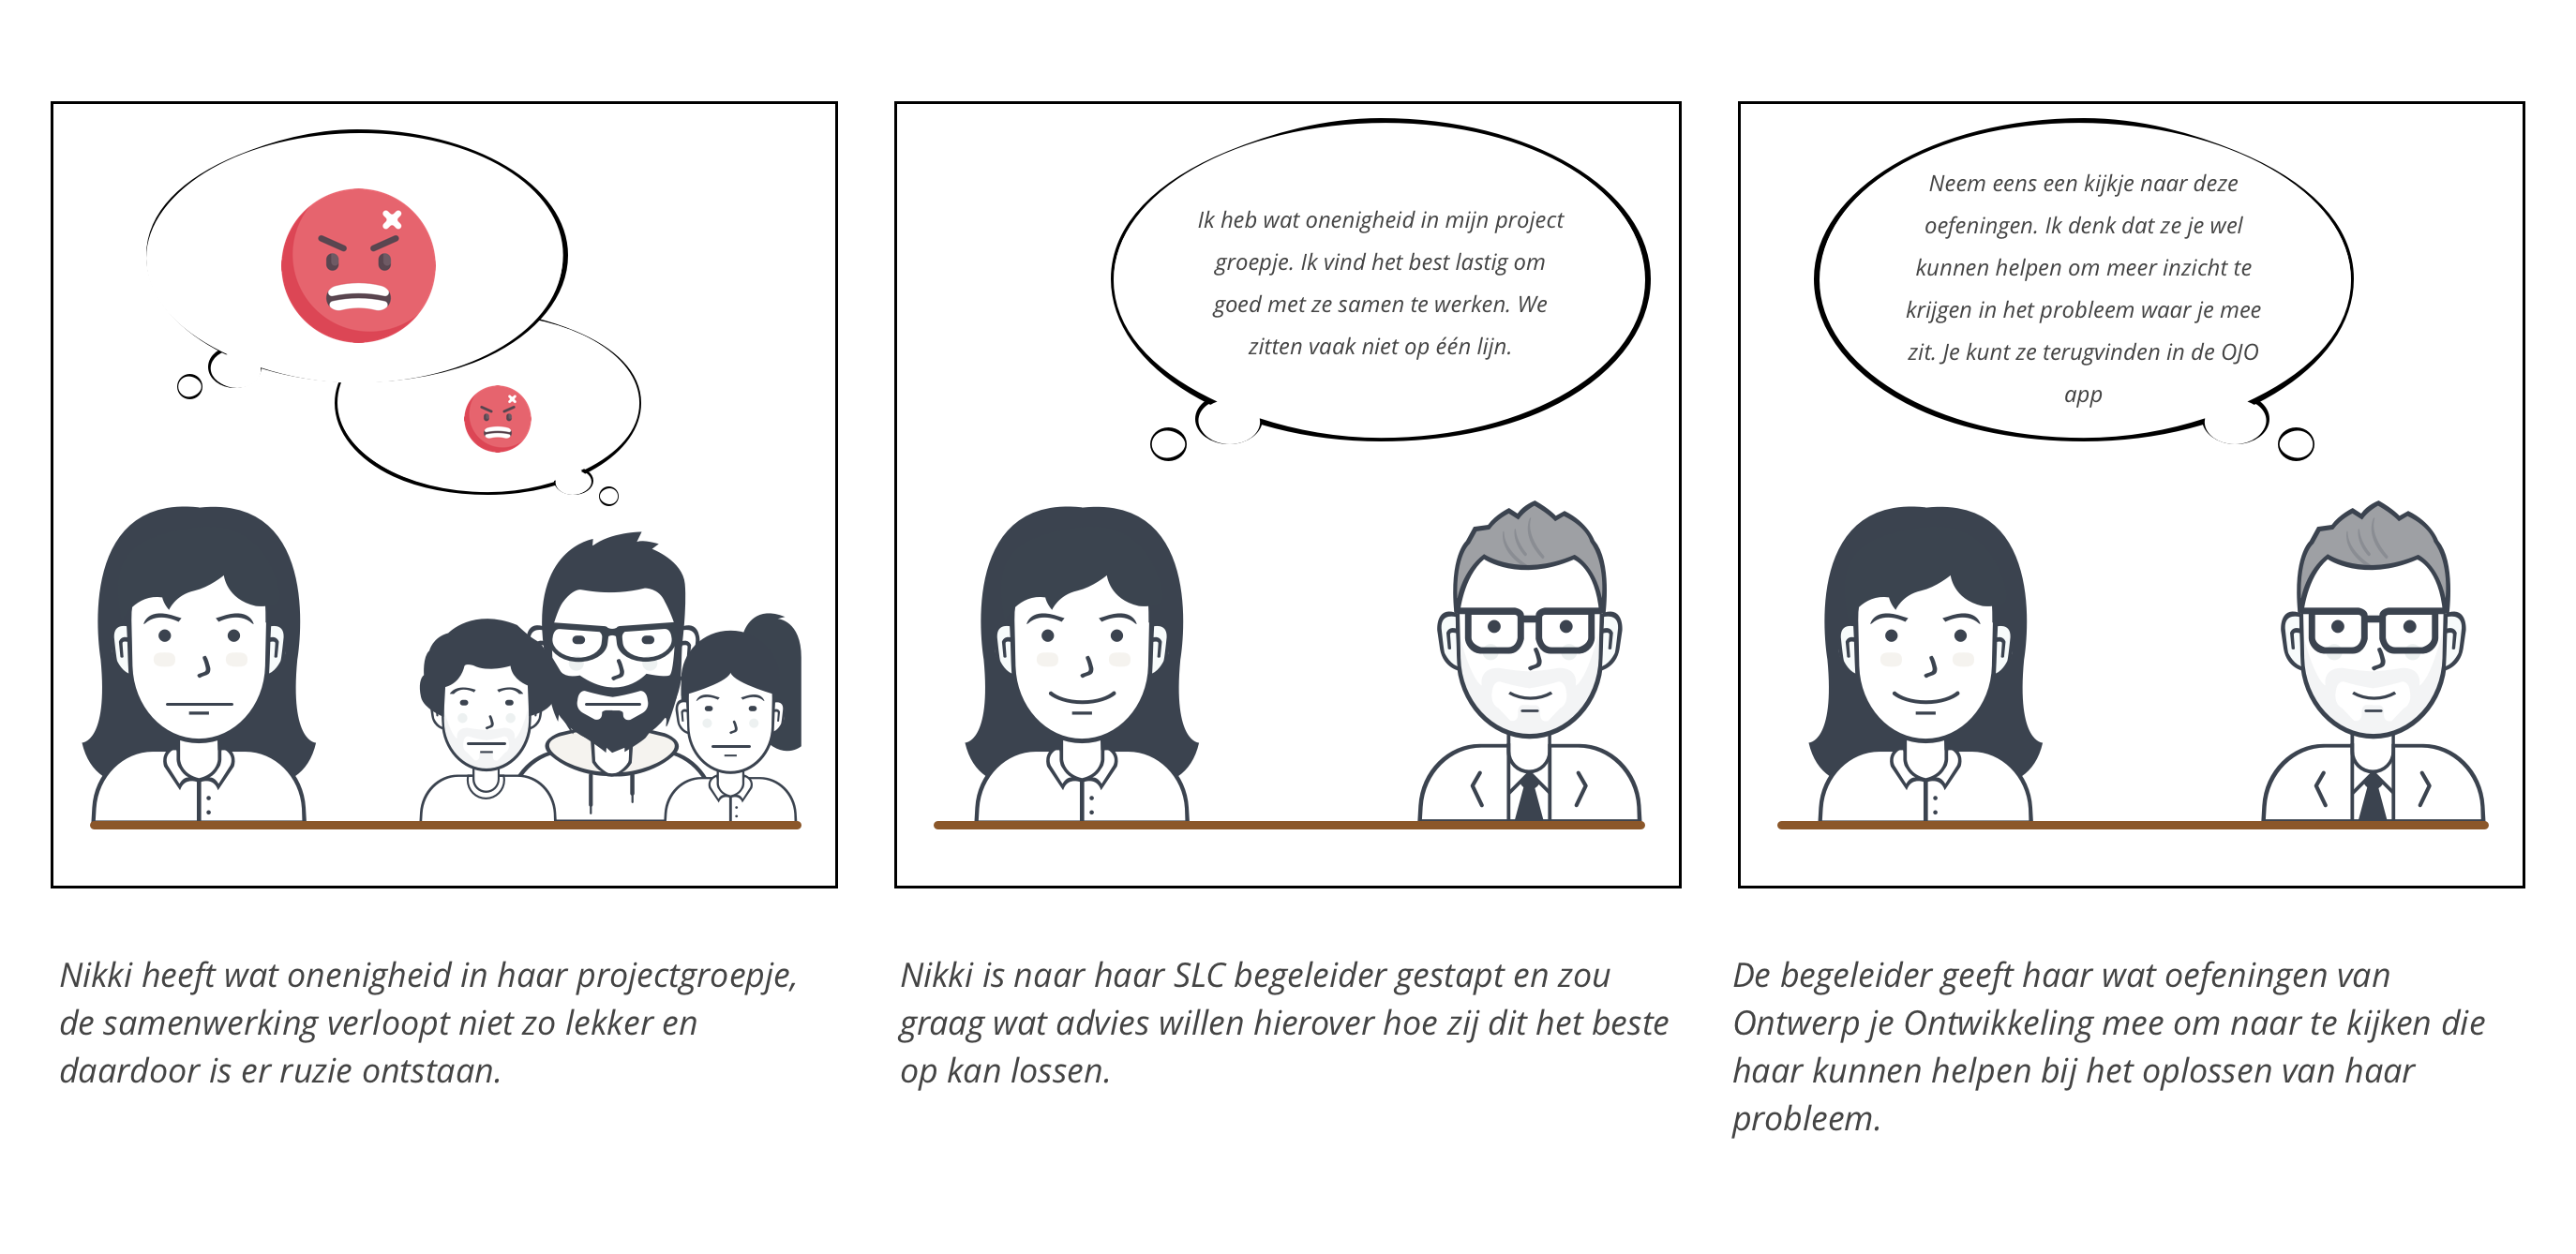 Ik heb wat onenigheid in mijn project
groepje. Ik vind het best lastig om
goed met ze samen te werken. We
zitten vaak niet op één lijn.
Neem eens een kijkje naar deze
oefeningen. Ik denk dat ze je wel
kunnen helpen om meer inzicht te
krijgen in het probleem waar je mee
zit. Je kunt ze terugvinden in de OJO
app
Nikki heeft wat onenigheid in haar projectgroepje,
de samenwerking verloopt niet zo lekker en
daardoor is er ruzie ontstaan.
Nikki is naar haar SLC begeleider gestapt en zou
graag wat advies willen hierover hoe zij dit het beste
op kan lossen.
De begeleider geeft haar wat oefeningen van
Ontwerp je Ontwikkeling mee om naar te kijken die
haar kunnen helpen bij het oplossen van haar
probleem.